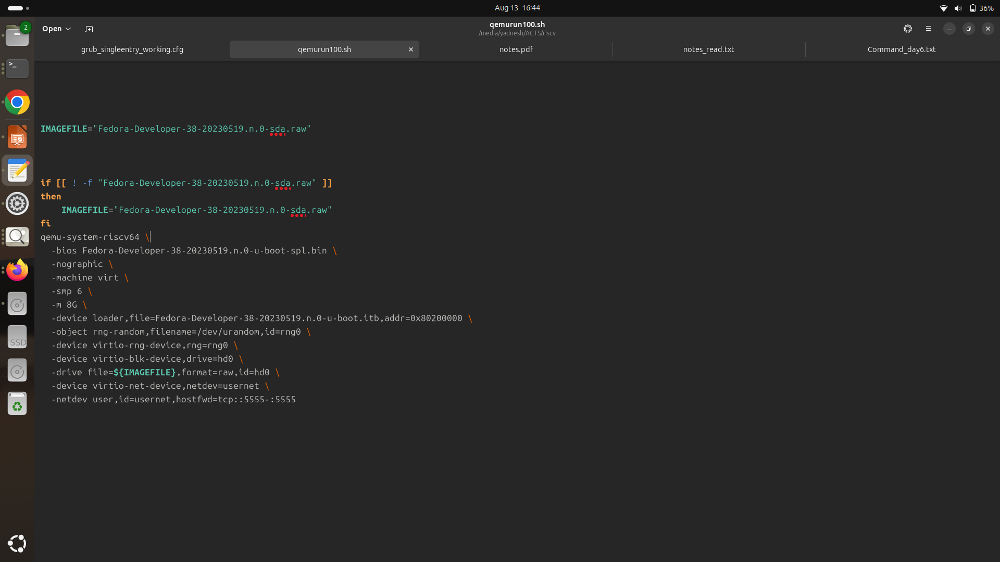 Aug 13 16:44
36%
2
Open
qemurun100.sh
/media/yadnesh/ACTS/riscv
grub_singleentry_working.cfg
qemurun100.sh
notes.pdf
notes_read.txt
Command_day6.txt
>_
IMAGEFILE="Fedora-Developer-38-20230519.n.0-sda.raw"
if [[ ! -f "Fedora-Developer-38-20230519.n.0-sda.raw" ]]
then
    IMAGEFILE="Fedora-Developer-38-20230519.n.0-sda.raw"
fi
qemu-system-riscv64 \
  -bios Fedora-Developer-38-20230519.n.0-u-boot-spl.bin \
  -nographic \
  -machine virt \
  -smp 6 \
  -m 8G \
  -device loader,file=Fedora-Developer-38-20230519.n.0-u-boot.itb,addr=0x80200000 \
  -object rng-random,filename=/dev/urandom,id=rng0 \
  -device virtio-rng-device,rng=rng0 \
  -device virtio-blk-device,drive=hd0 \
  -drive file=${IMAGEFILE},format=raw,id=hd0 \
  -device virtio-net-device,netdev=usernet \
  -netdev user,id=usernet,hostfwd=tcp::5555-:5555
SSD